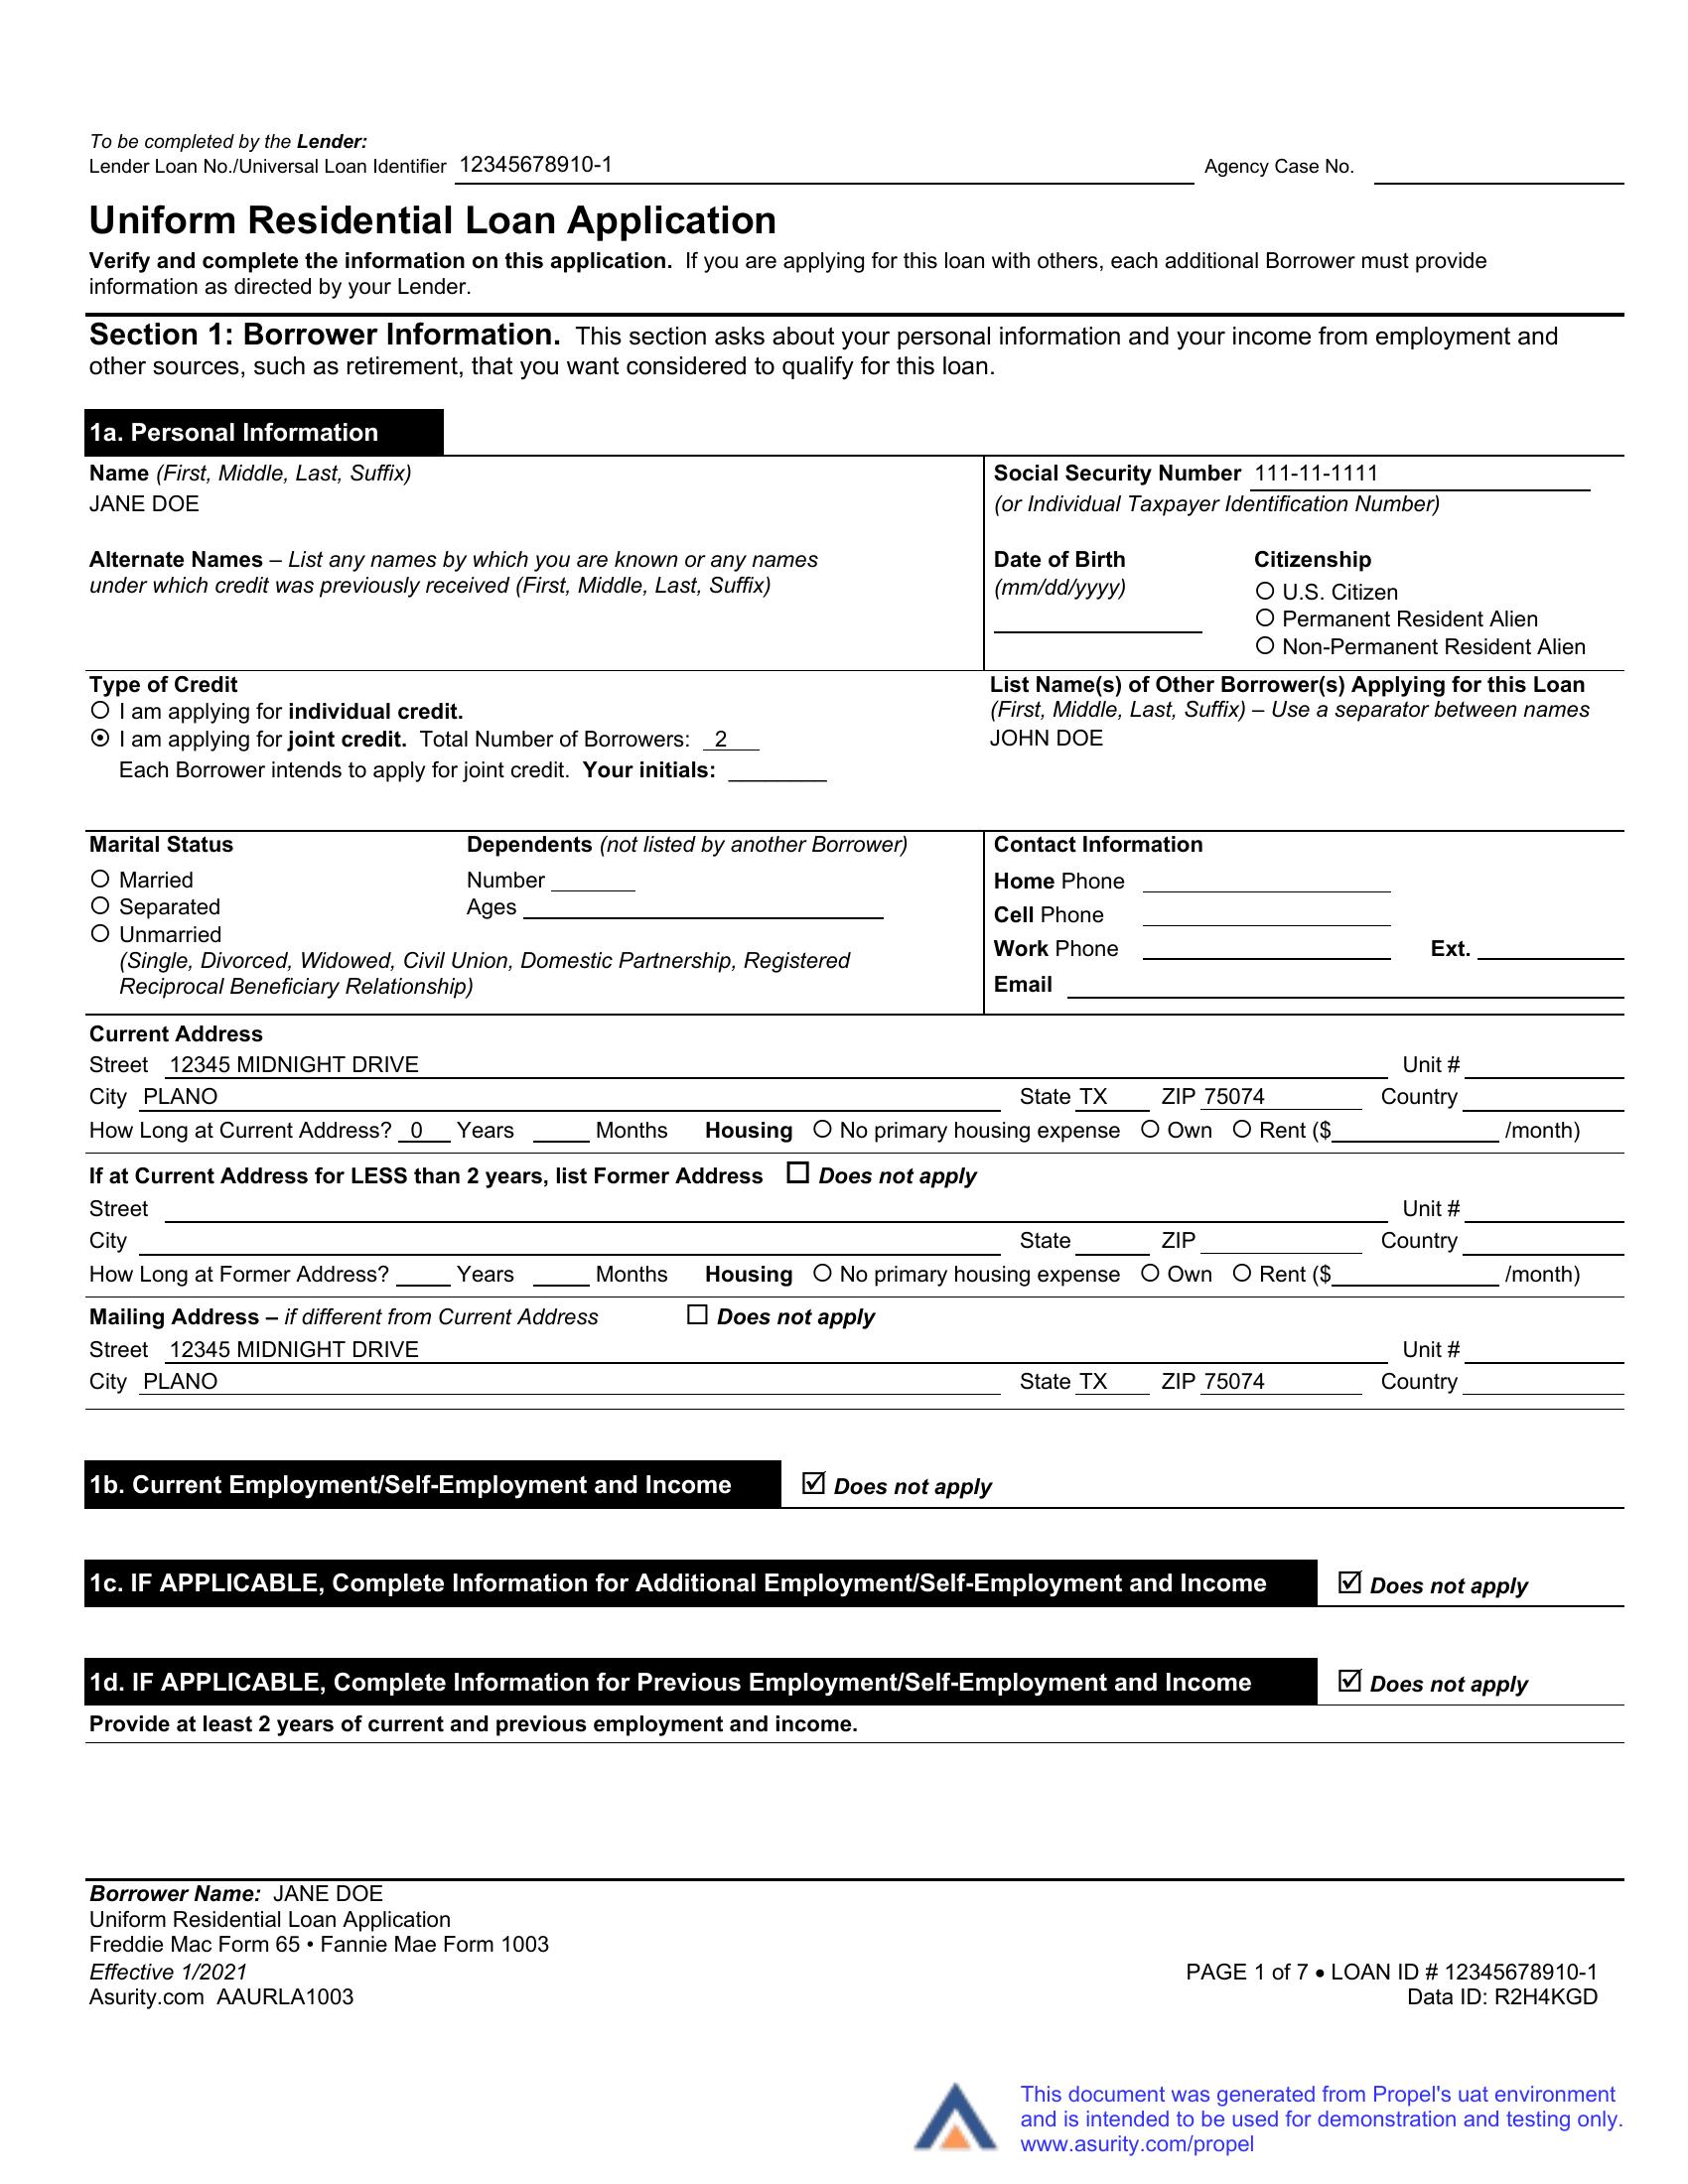 To be completed by the Lender:
Lender Loan No./Universal Loan Identifier 12345678910-1 Agency Case No.
Uniform Residential Loan Application
Verify and complete the information on this application. If you are applying for this loan with others, each additional Borrower must provide
information as directed by your Lender.
Section 1: Borrower Information. This section asks about your personal information and your income from employment and
other sources, such as retirement, that you want considered to qualify for this loan.
1a. Personal Information
Name (First, Middle, Last, Suffix)
JANE DOE
Alternate Names – List any names by which you are known or any names
under which credit was previously received (First, Middle, Last, Suffix)
Social Security Number 111-11-1111
(or Individual Taxpayer Identification Number)
Date of Birth
(mm/dd/yyyy)
Citizenship
U.S. Citizen
Permanent Resident Alien
Non-Permanent Resident Alien
Type of Credit
I am applying for individual credit.
I am applying for joint credit. Total Number of Borrowers: 2
Each Borrower intends to apply for joint credit. Your initials:
List Name(s) of Other Borrower(s) Applying for this Loan
(First, Middle, Last, Suffix) – Use a separator between names
JOHN DOE
Marital Status
Married
Separated
Unmarried
(Single, Divorced, Widowed, Civil Union, Domestic Partnership, Registered
Reciprocal Beneficiary Relationship)
Dependents (not listed by another Borrower)
Number
Ages
Contact Information
Home Phone
Cell Phone
Work Phone Ext.
Email
Current Address
Street 12345 MIDNIGHT DRIVE Unit #
City PLANO State TX ZIP 75074 Country
How Long at Current Address? 0 Years Months Housing No primary housing expense Own Rent ($ /month)
If at Current Address for LESS than 2 years, list Former Address Does not apply
Street Unit #
City State ZIP Country
How Long at Former Address? Years Months Housing No primary housing expense Own Rent ($ /month)
Mailing Address – if different from Current Address Does not apply
Street 12345 MIDNIGHT DRIVE Unit #
City PLANO State TX ZIP 75074 Country
1b. Current Employment/Self-Employment and Income Does not apply
1c. IF APPLICABLE, Complete Information for Additional Employment/Self-Employment and Income Does not apply
1d. IF APPLICABLE, Complete Information for Previous Employment/Self-Employment and Income Does not apply
Provide at least 2 years of current and previous employment and income.
Borrower Name: JANE DOE
Uniform Residential Loan Application
Freddie Mac Form 65 • Fannie Mae Form 1003
Effective 1/2021 PAGE 1 of 7 • LOAN ID # 12345678910-1
Asurity.com AAURLA1003 Data ID: R2H4KGD
This document was generated from Propel's uat environment
and is intended to be used for demonstration and testing only.
www.asurity.com/propel